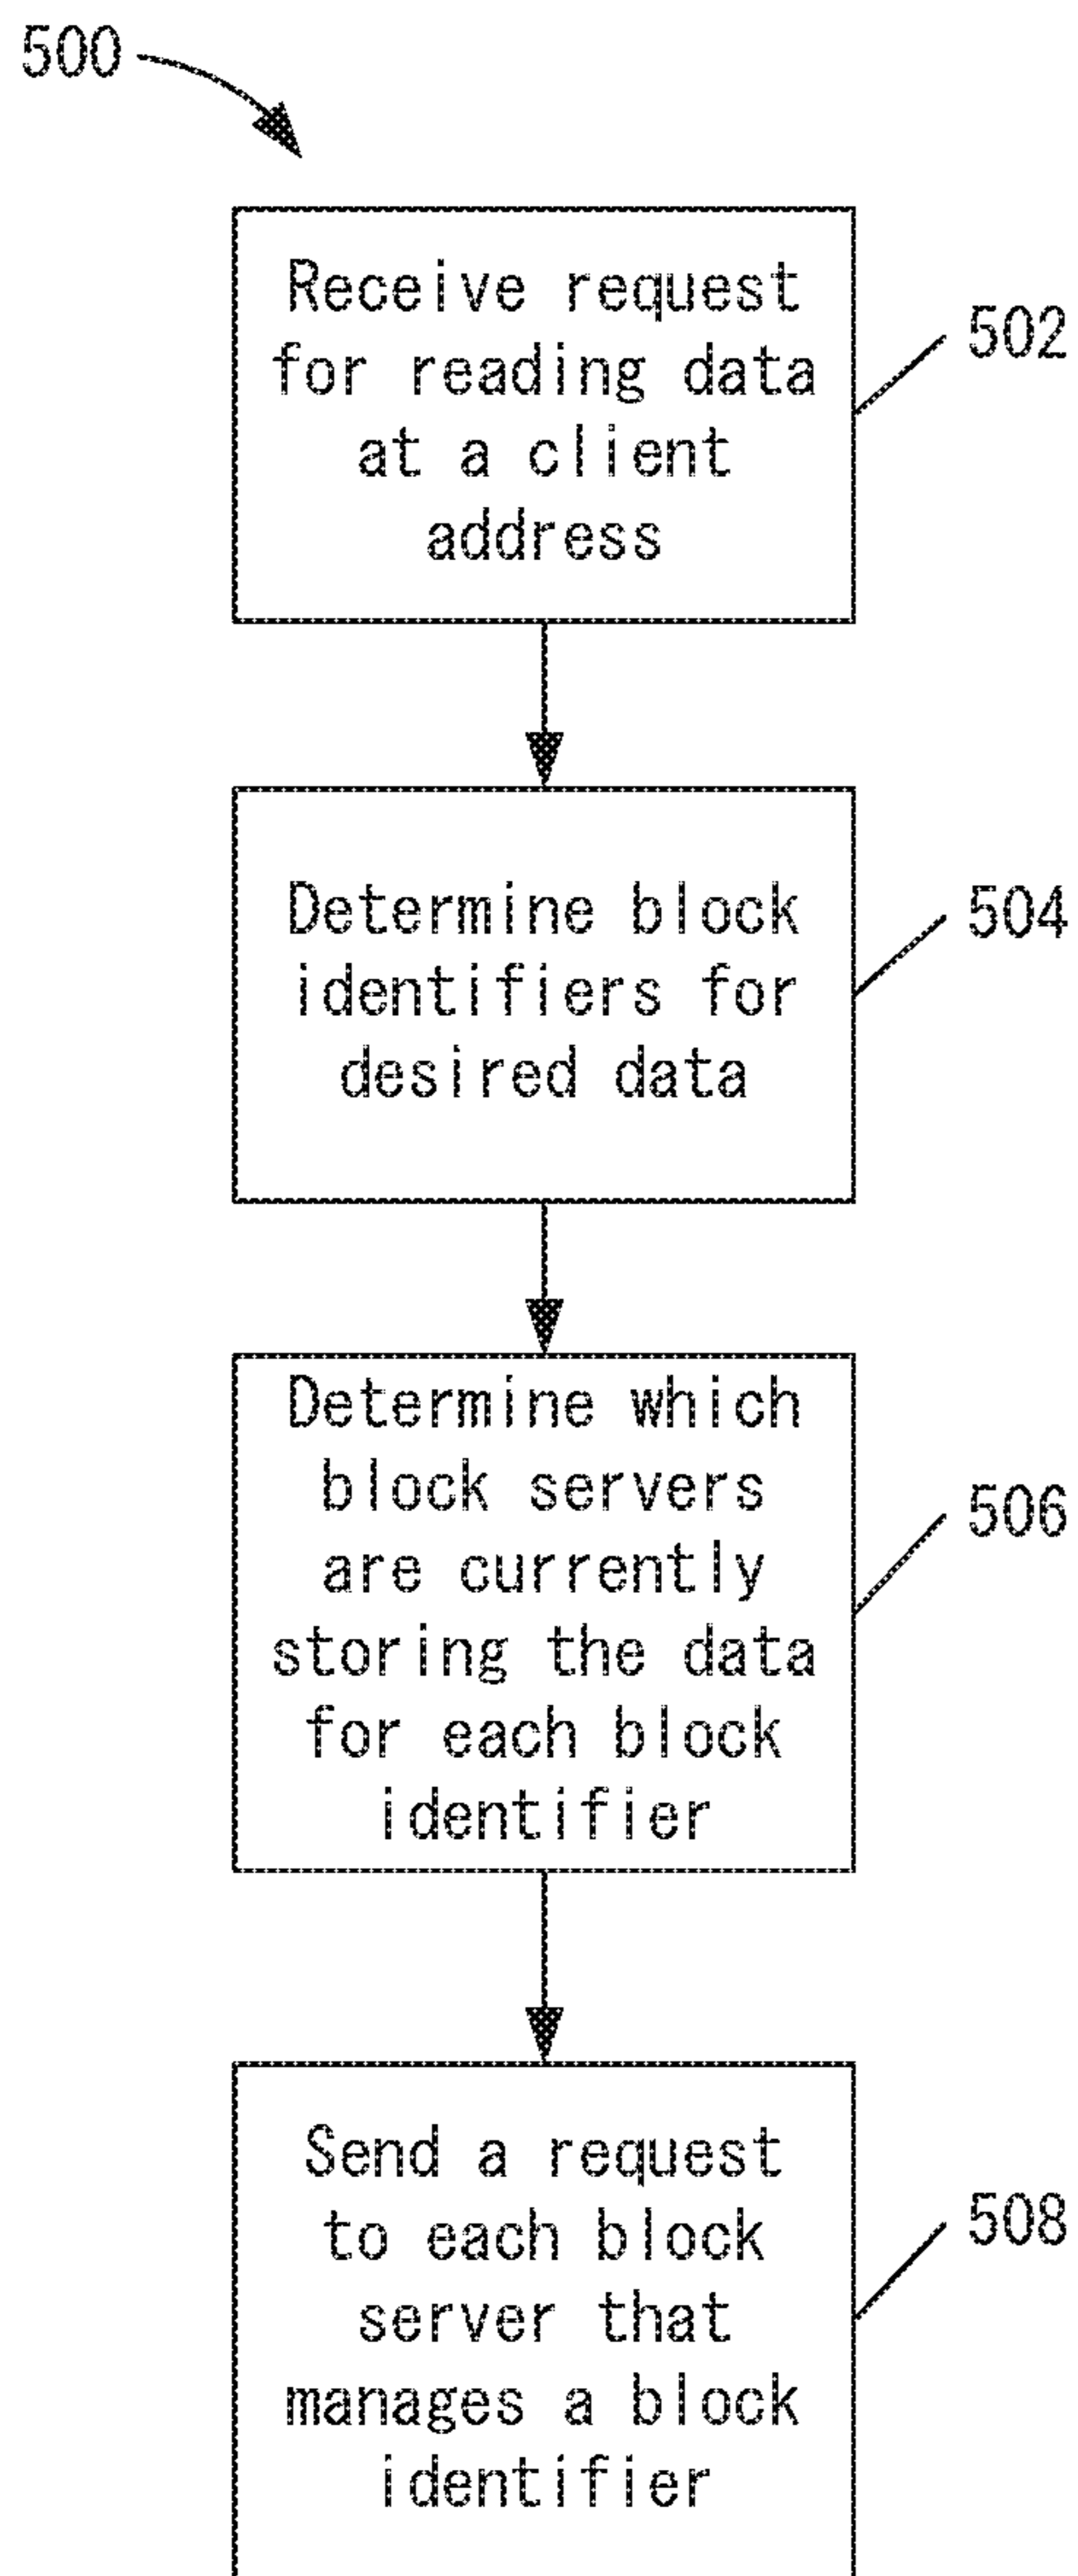 500
Receive request
for reading data
at a client
address
502
Determine block
identifiers for
desired data
504
Determine which
block servers
are currently
storing the data
for each block
identifier
506
Send a request
to each block
server that
manages a block
identifier
508